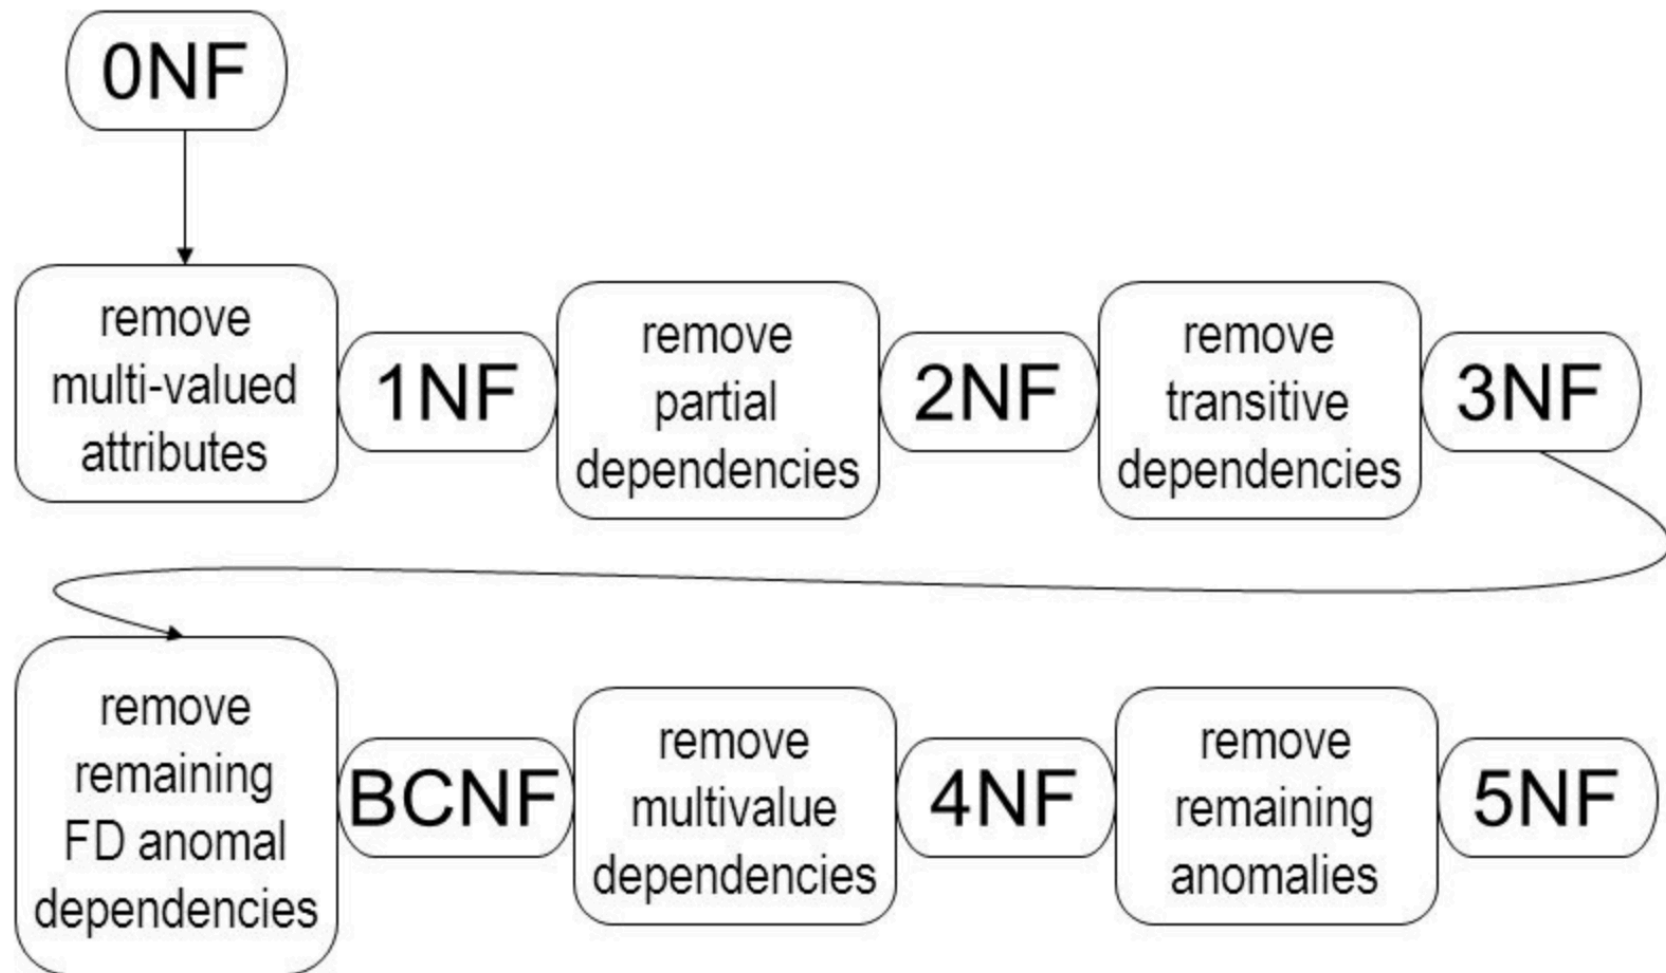 0NF
remove
multi-valued
attributes
1NF
remove
partial
dependencies
2NF
remove
transitive
dependencies
3NF
remove
remaining
FD anomal
dependencies
BCNF
remove
multivalue
dependencies
4NF
remove
remaining
anomalies
5NF